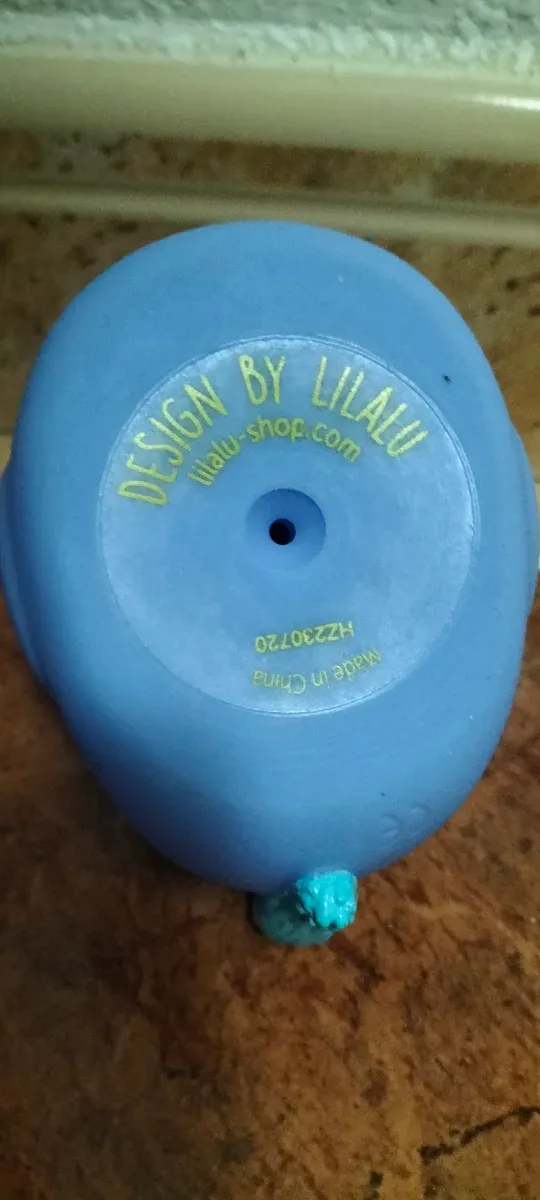 DESIGN BY LILALU
lilalu-shop.com
HZ230720
Made in China